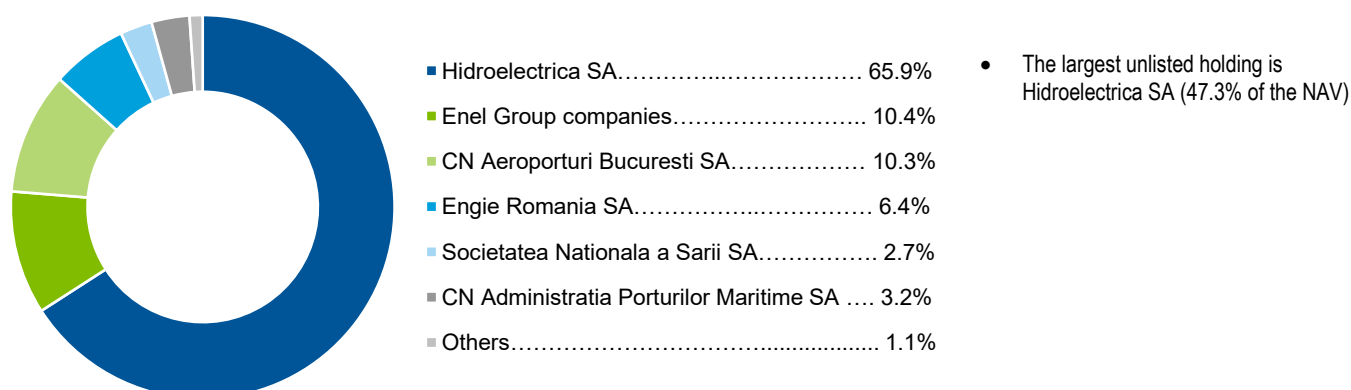 Hidroelectrica SA…………...……………… 65.9%
Enel Group companies…………………….. 10.4%
CN Aeroporturi Bucuresti SA……………… 10.3%
Engie Romania SA……………..…………… 6.4%
Societatea Nationala a Sarii SA……………. 2.7%
CN Administratia Porturilor Maritime SA …. 3.2%
Others……………………………………................... 1.1%
• The largest unlisted holding is
Hidroelectrica SA (47.3% of the NAV)